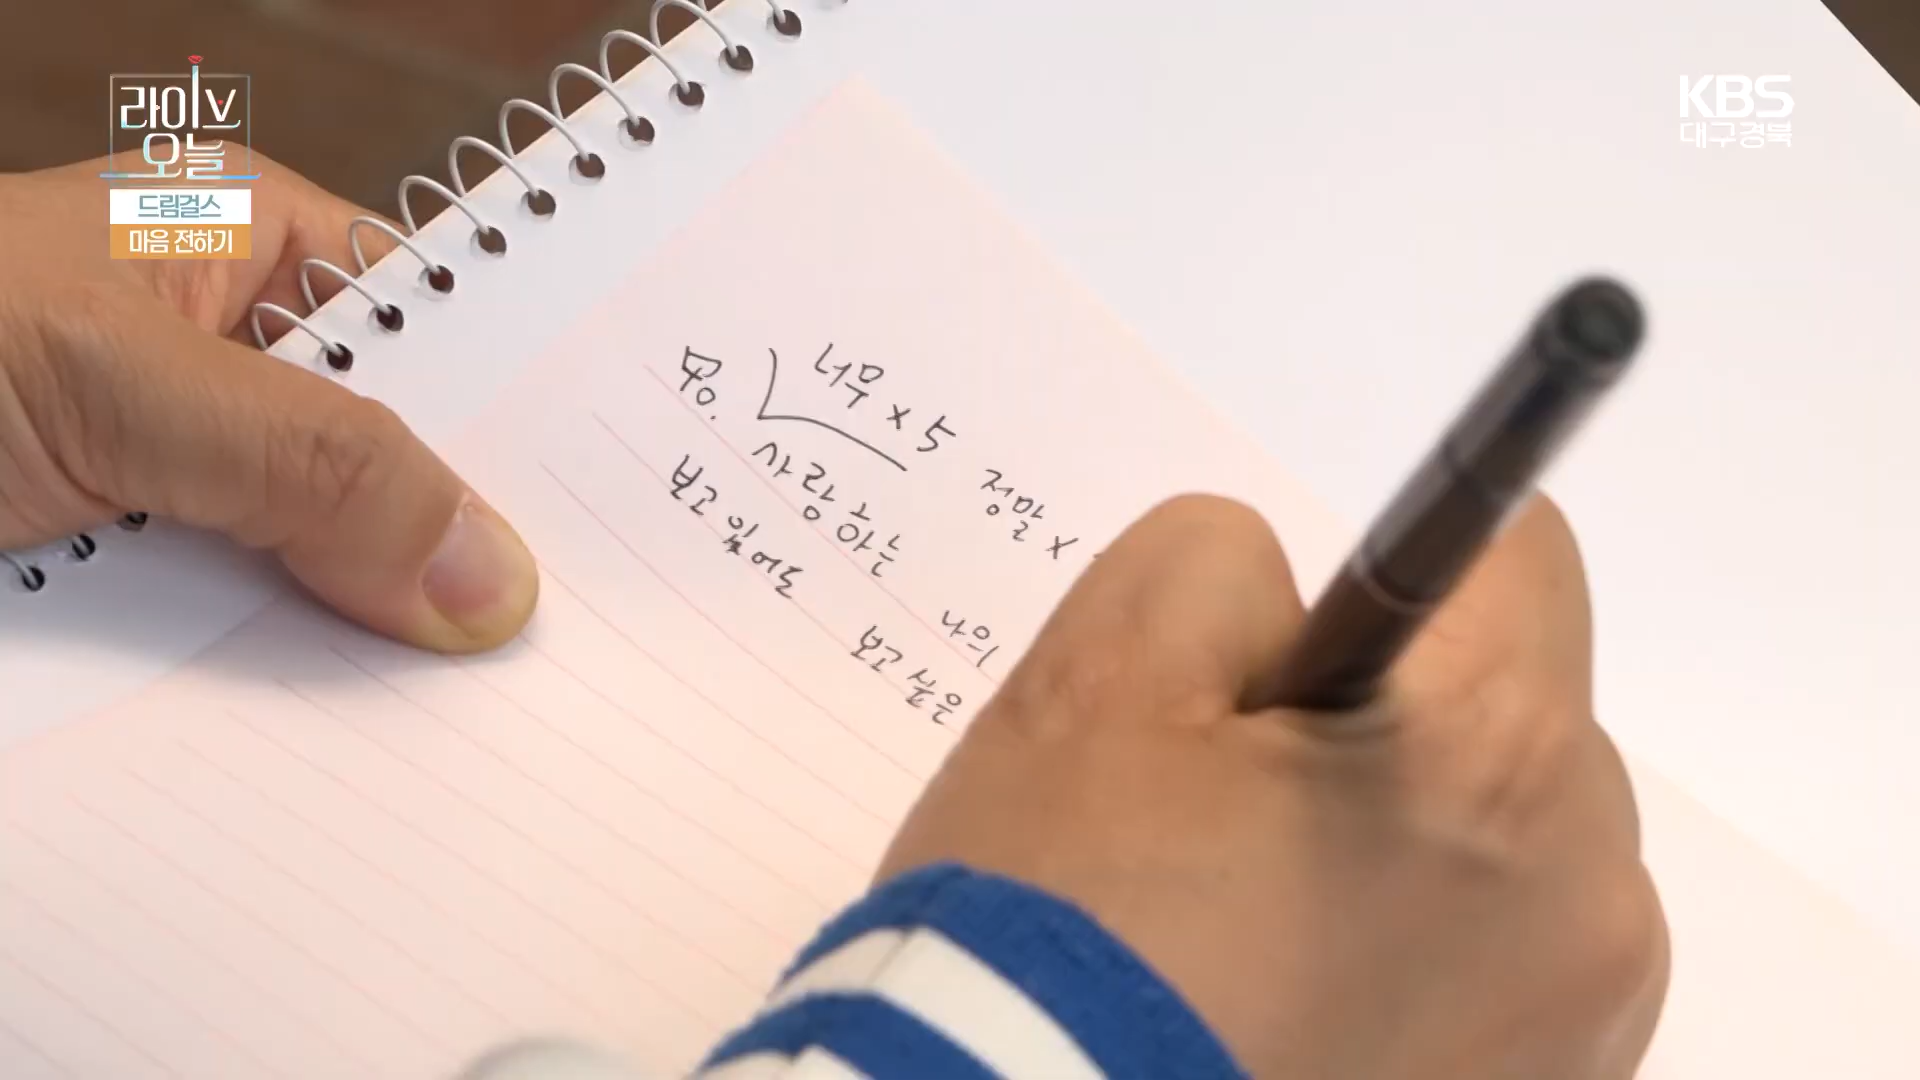 라이브
오늘
드림걸스
마음 전하기
KBS
대구경북
너무 x 5 정말 x
사랑하는 나의
보고 있어도 보고 싶은